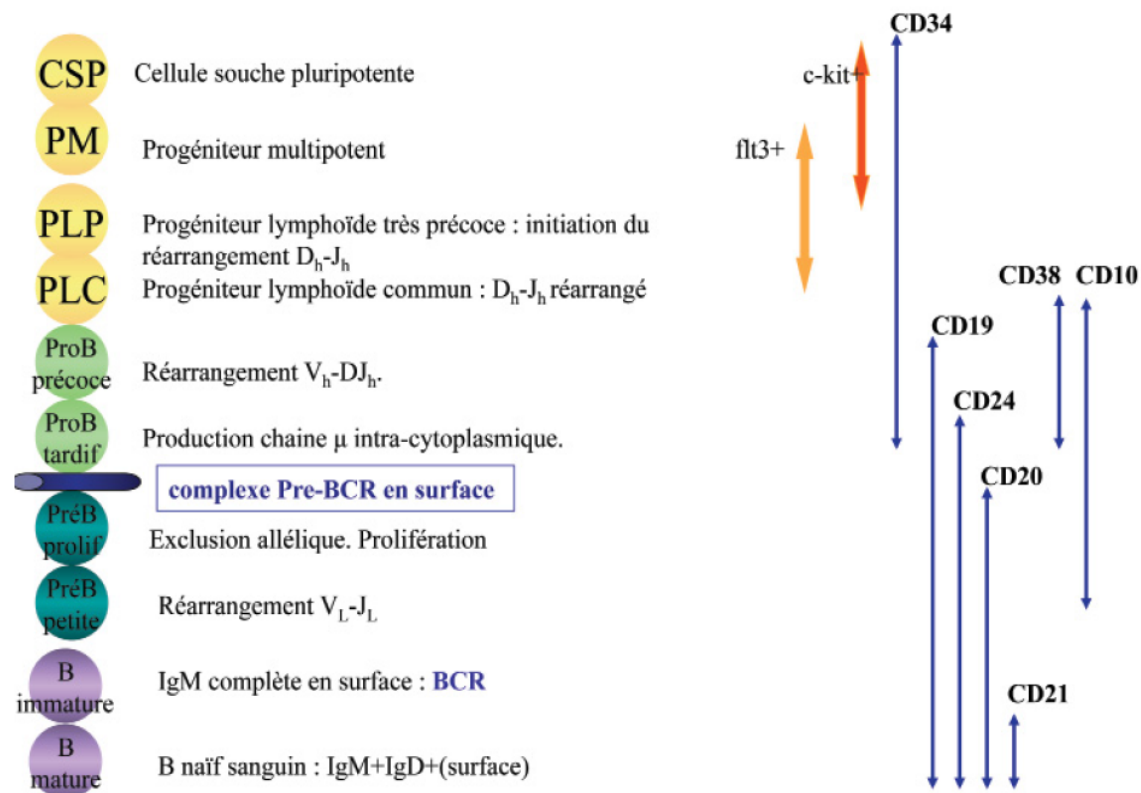 CD34
CSP Cellule souche pluripotente
c-kit+
PM Progéniteur multipotent
flt3+
PLP Progéniteur lymphoïde très précoce : initiation du
réarrangement Dh-Jh
PLC Progéniteur lymphoïde commun : Dh-Jh réarrangé
CD38 CD10
CD19
ProB
précoce
Réarrangement Vh-DJh.
CD24
ProB
tardif
Production chaine µ intra-cytoplasmique.
CD20
complexe Pre-BCR en surface
PréB
prolif
Exclusion allélique. Prolifération
PréB
petite
Réarrangement VL-JL
B
immature
IgM complète en surface : BCR
CD21
B
mature
B naïf sanguin : IgM+IgD+(surface)